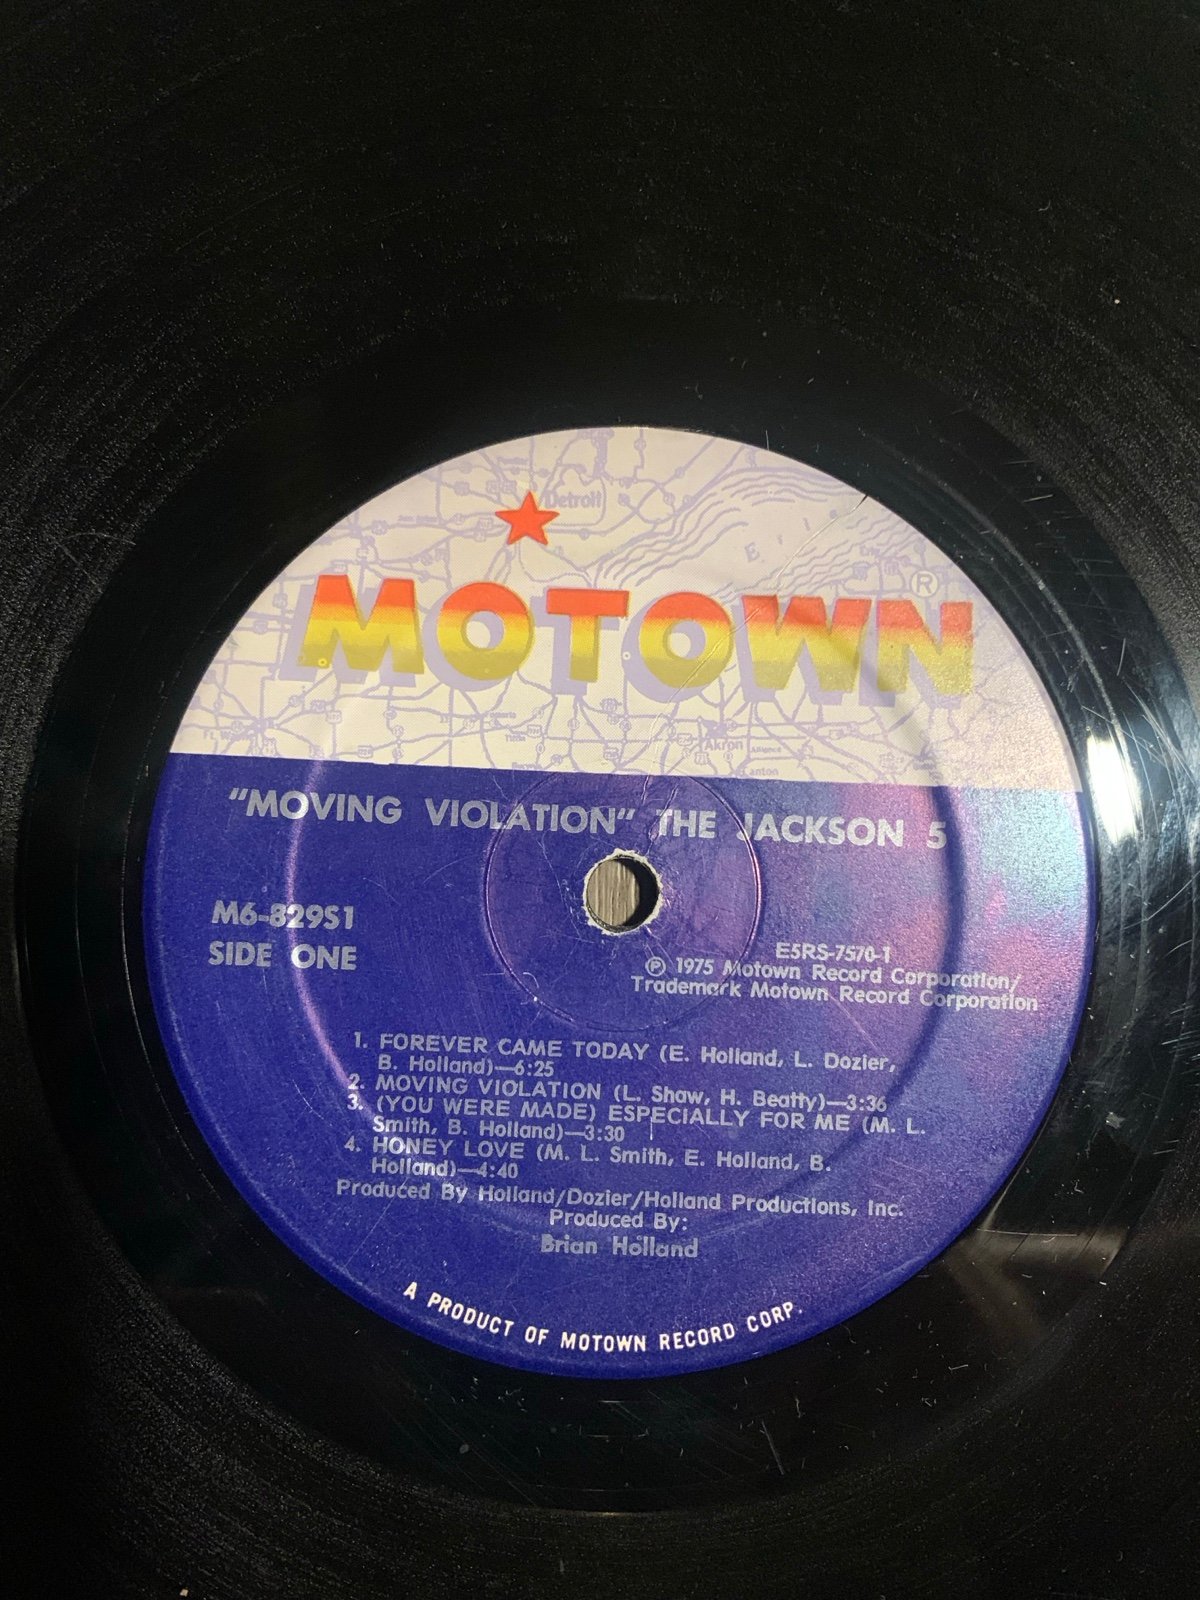 Detroit
E
®
MOTOWN
Akron
"MOVING VIOLATION" THE JACKSON 5
M6-829S1
SIDE ONE
E5RS-7570-1
℗ 1975 Motown Record Corporation/
Trademark Motown Record Corporation
1. FOREVER CAME TODAY (E. Holland, L. Dozier,
B. Holland)—6:25
2. MOVING VIOLATION (L. Shaw, H. Beatty)—3:36
3. (YOU WERE MADE) ESPECIALLY FOR ME (M. L.
Smith, B. Holland)—3:30
4. HONEY LOVE (M. L. Smith, E. Holland, B.
Holland)—4:40
Produced By Holland/Dozier/Holland Productions, Inc.
Produced By:
Brian Holland
A PRODUCT OF MOTOWN RECORD CORP.